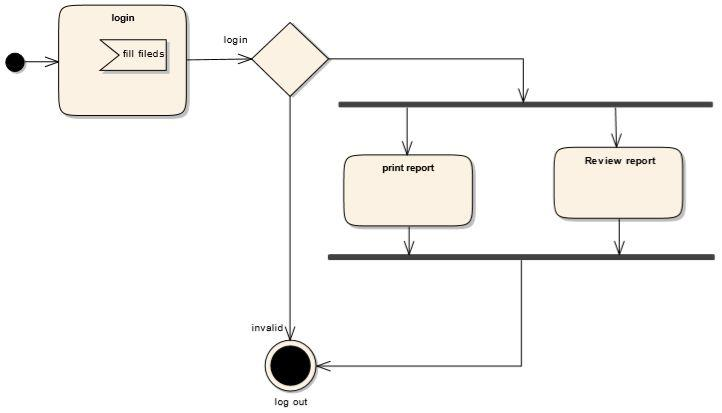 login
fill fileds
login
print report
Review report
invalid
log out